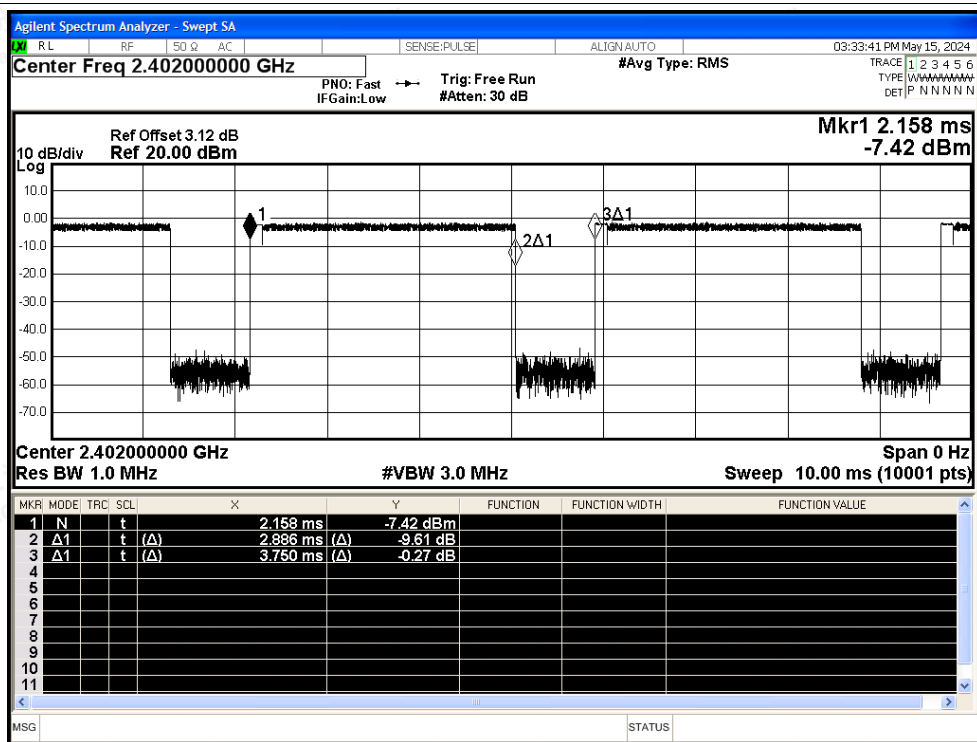 Agilent Spectrum Analyzer - Swept SA
LXI RL RF 50 Ω AC SENSE:PULSE ALIGN AUTO 03:33:41 PM May 15, 2024
Center Freq 2.402000000 GHz #Avg Type: RMS TRACE 1 2 3 4 5 6
PNO: Fast Trig: Free Run TYPE WWWWWW
IFGain:Low #Atten: 30 dB DET P N N N N N
Mkr1 2.158 ms
Ref Offset 3.12 dB
10 dB/div Ref 20.00 dBm -7.42 dBm
Log
10.0
0.00
-10.0
-20.0
-30.0
-40.0
-50.0
-60.0
-70.0
1
2Δ1
3Δ1
Center 2.402000000 GHz Span 0 Hz
Res BW 1.0 MHz #VBW 3.0 MHz Sweep 10.00 ms (10001 pts)
MKR MODE TRC SCL X Y FUNCTION FUNCTION WIDTH FUNCTION VALUE
1 N t 2.158 ms -7.42 dBm
2 Δ1 t (Δ) 2.886 ms (Δ) -9.61 dB
3 Δ1 t (Δ) 3.750 ms (Δ) -0.27 dB
4
5
6
7
8
9
10
11
MSG STATUS